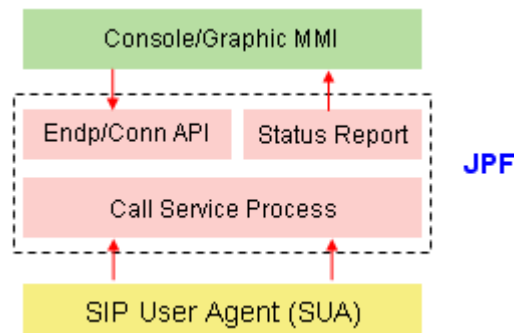 Console/Graphic MMI
Endp/Conn API
Status Report
JPF
Call Service Process
SIP User Agent (SUA)